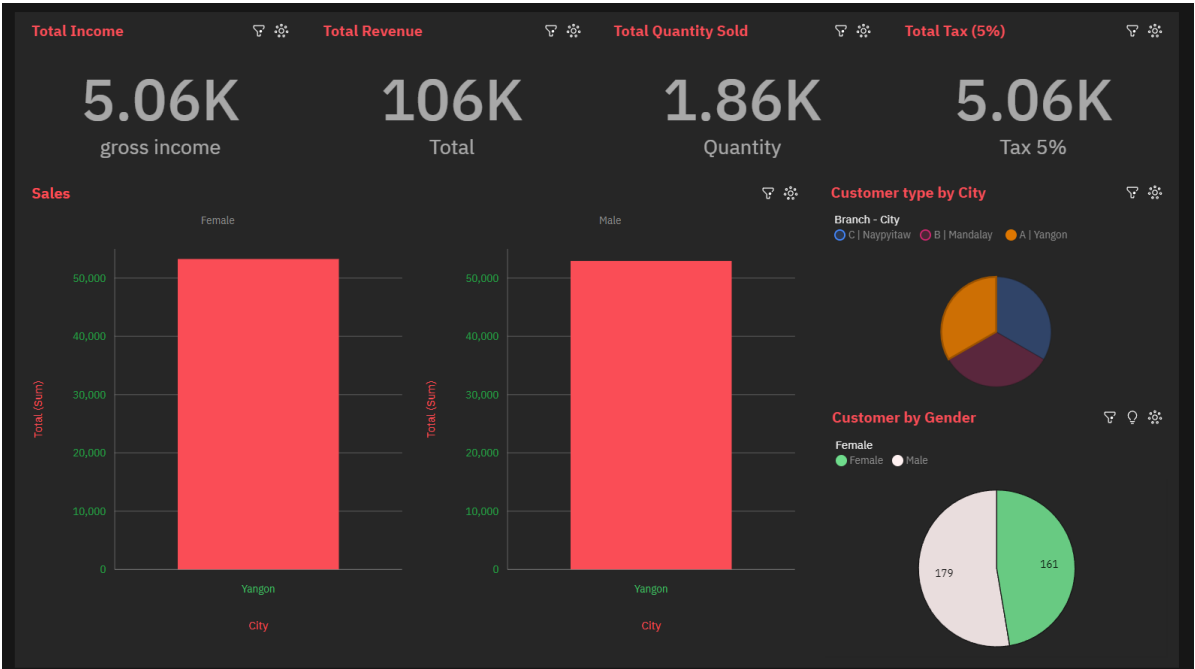 Total Income
Total Revenue
Total Quantity Sold
Total Tax (5%)
5.06K
gross income
106K
Total
1.86K
Quantity
5.06K
Tax 5%
Sales
Female
Male
Total (Sum)
50,000
40,000
30,000
20,000
10,000
0
Yangon
City
Total (Sum)
50,000
40,000
30,000
20,000
10,000
0
Yangon
City
Customer type by City
Branch - City
C | Naypyitaw B | Mandalay A | Yangon
Customer by Gender
Female
Female Male
179
161